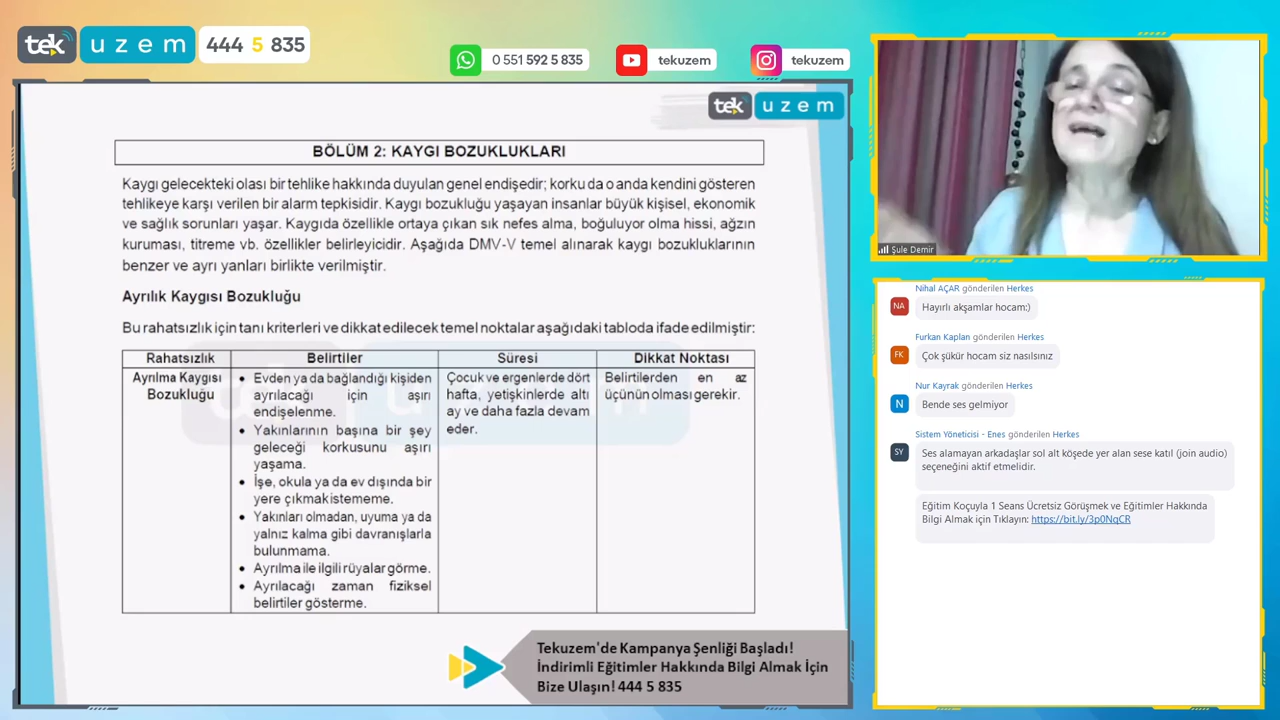 tek
uzem
444 5 835
0 551 592 5 835
tekuzem
tekuzem
tek
uzem
BÖLÜM 2: KAYGI BOZUKLUKLARI
Kaygı gelecekteki olası bir tehlike hakkında duyulan genel endişedir; korku da o anda kendini gösteren
tehlikeye karşı verilen bir alarm tepkisidir. Kaygı bozukluğu yaşayan insanlar büyük kişisel, ekonomik
ve sağlık sorunları yaşar. Kaygıda özellikle ortaya çıkan sık nefes alma, boğuluyor olma hissi, ağzın
kuruması, titreme vb. özellikler belirleyicidir. Aşağıda DMV-V temel alınarak kaygı bozukluklarının
benzer ve ayrı yanları birlikte verilmiştir.
Ayrılık Kaygısı Bozukluğu
Bu rahatsızlık için tanı kriterleri ve dikkat edilecek temel noktalar aşağıdaki tabloda ifade edilmiştir:
Rahatsızlık
Belirtiler
Süresi
Dikkat Noktası
Ayrılma Kaygısı
Bozukluğu
• Evden ya da bağlandığı kişiden
ayrılacağı için aşırı
endişelenme.
• Yakınlarının başına bir şey
geleceği korkusunu aşırı
yaşama.
• İşe, okula ya da ev dışında bir
yere çıkmakistememe.
• Yakınları olmadan, uyuma ya da
yalnız kalma gibi davranışlarla
bulunmama.
• Ayrılma ile ilgili rüyalar görme.
• Ayrılacağı zaman fiziksel
belirtiler gösterme.
Çocuk ve ergenlerde dört
hafta, yetişkinlerde altı
ay ve daha fazla devam
eder.
Belirtilerden en az
üçünün olması gerekir.
Tekuzem'de Kampanya Şenliği Başladı!
İndirimli Eğitimler Hakkında Bilgi Almak İçin
Bize Ulaşın! 444 5 835
Şule Demir
Nihal AÇAR gönderilen Herkes
NA
Hayırlı akşamlar hocam:)
Furkan Kaplan gönderilen Herkes
FK
Çok şükür hocam siz nasılsınız
Nur Kayrak gönderilen Herkes
N
Bende ses gelmiyor
Sistem Yöneticisi - Enes gönderilen Herkes
SY
Ses alamayan arkadaşlar sol alt köşede yer alan sese katıl (join audio)
seçeneğini aktif etmelidir.
Eğitim Koçuyla 1 Seans Ücretsiz Görüşmek ve Eğitimler Hakkında
Bilgi Almak için Tıklayın: https://bit.ly/3p0NqCR